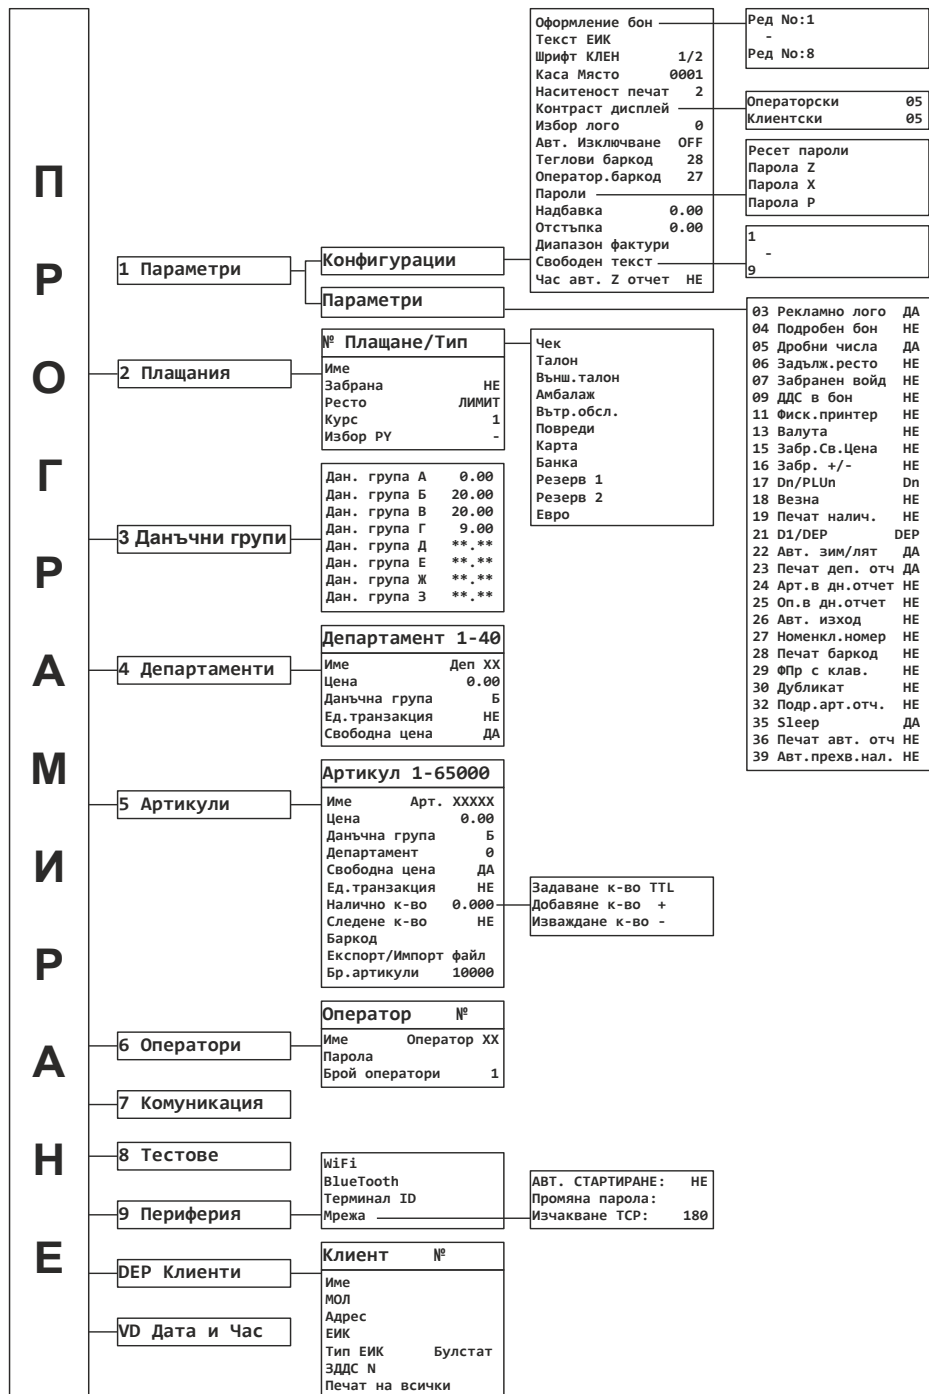 ПРОГРАМИРАНЕ
1 Параметри
Конфигурации
Оформление бон
Текст ЕИК
Шрифт КЛЕН 1/2
Каса Място 0001
Наситеност печат 2
Контраст дисплей
Избор лого 0
Авт. Изключване OFF
Теглови баркод 28
Оператор.баркод 27
Пароли
Надбавка 0.00
Отстъпка 0.00
Диапазон фактури
Свободен текст
Час авт. Z отчет НЕ
Ред No:1
-
Ред No:8
Операторски 05
Клиентски 05
Ресет пароли
Парола Z
Парола X
Парола P
1
-
9
Параметри
03 Рекламно лого ДА
04 Подробен бон НЕ
05 Дробни числа ДА
06 Задълж.ресто НЕ
07 Забранен войд НЕ
09 ДДС в бон НЕ
11 Фиск.принтер НЕ
13 Валута НЕ
15 Забр.Св.Цена НЕ
16 Забр. +/- НЕ
17 Dn/PLUn Dn
18 Везна НЕ
19 Печат налич. НЕ
21 D1/DEP DEP
22 Авт. зим/лят ДА
23 Печат деп. отч ДА
24 Арт.в дн.отчет НЕ
25 Оп.в дн.отчет НЕ
26 Авт. изход НЕ
27 Номенкл.номер НЕ
28 Печат баркод НЕ
29 ФПр с клав. НЕ
30 Дубликат НЕ
32 Подр.арт.отч. НЕ
35 Sleep ДА
36 Печат авт. отч НЕ
39 Авт.прехв.нал. НЕ
2 Плащания
№ Плащане/Тип
Име
Забрана НЕ
Ресто ЛИМИТ
Курс 1
Избор PY -
Чек
Талон
Външ.талон
Амбалаж
Вътр.обсл.
Повреди
Карта
Банка
Резерв 1
Резерв 2
Евро
3 Данъчни групи
Дан. група А 0.00
Дан. група Б 20.00
Дан. група В 20.00
Дан. група Г 9.00
Дан. група Д **.**
Дан. група Е **.**
Дан. група Ж **.**
Дан. група З **.**
4 Департаменти
Департамент 1-40
Име Деп XX
Цена 0.00
Данъчна група Б
Ед.транзакция НЕ
Свободна цена ДА
5 Артикули
Артикул 1-65000
Име Арт. XXXXX
Цена 0.00
Данъчна група Б
Департамент 0
Свободна цена ДА
Ед.транзакция НЕ
Налично к-во 0.000
Следене к-во НЕ
Баркод
Експорт/Импорт файл
Бр.артикули 10000
Задаване к-во TTL
Добавяне к-во +
Изваждане к-во -
6 Оператори
Оператор №
Име Оператор XX
Парола
Брой оператори 1
7 Комуникация
8 Тестове
9 Периферия
WiFi
BlueTooth
Терминал ID
Мрежа
АВТ. СТАРТИРАНЕ: НЕ
Промяна парола:
Изчакване TCP: 180
DEP Клиенти
Клиент №
Име
МОЛ
Адрес
ЕИК
Тип ЕИК Булстат
ЗДДС N
Печат на всички
VD Дата и Час